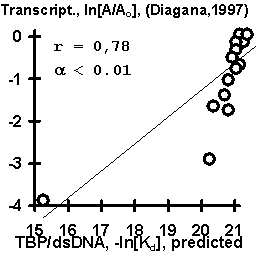 Transcript., ln[A/Aₒ], (Diagana,1997)
0
r = 0,78
-1
α < 0.01
-2
-3
-4
15 16 17 18 19 20 21
TBP/dsDNA, -ln[K_d], predicted